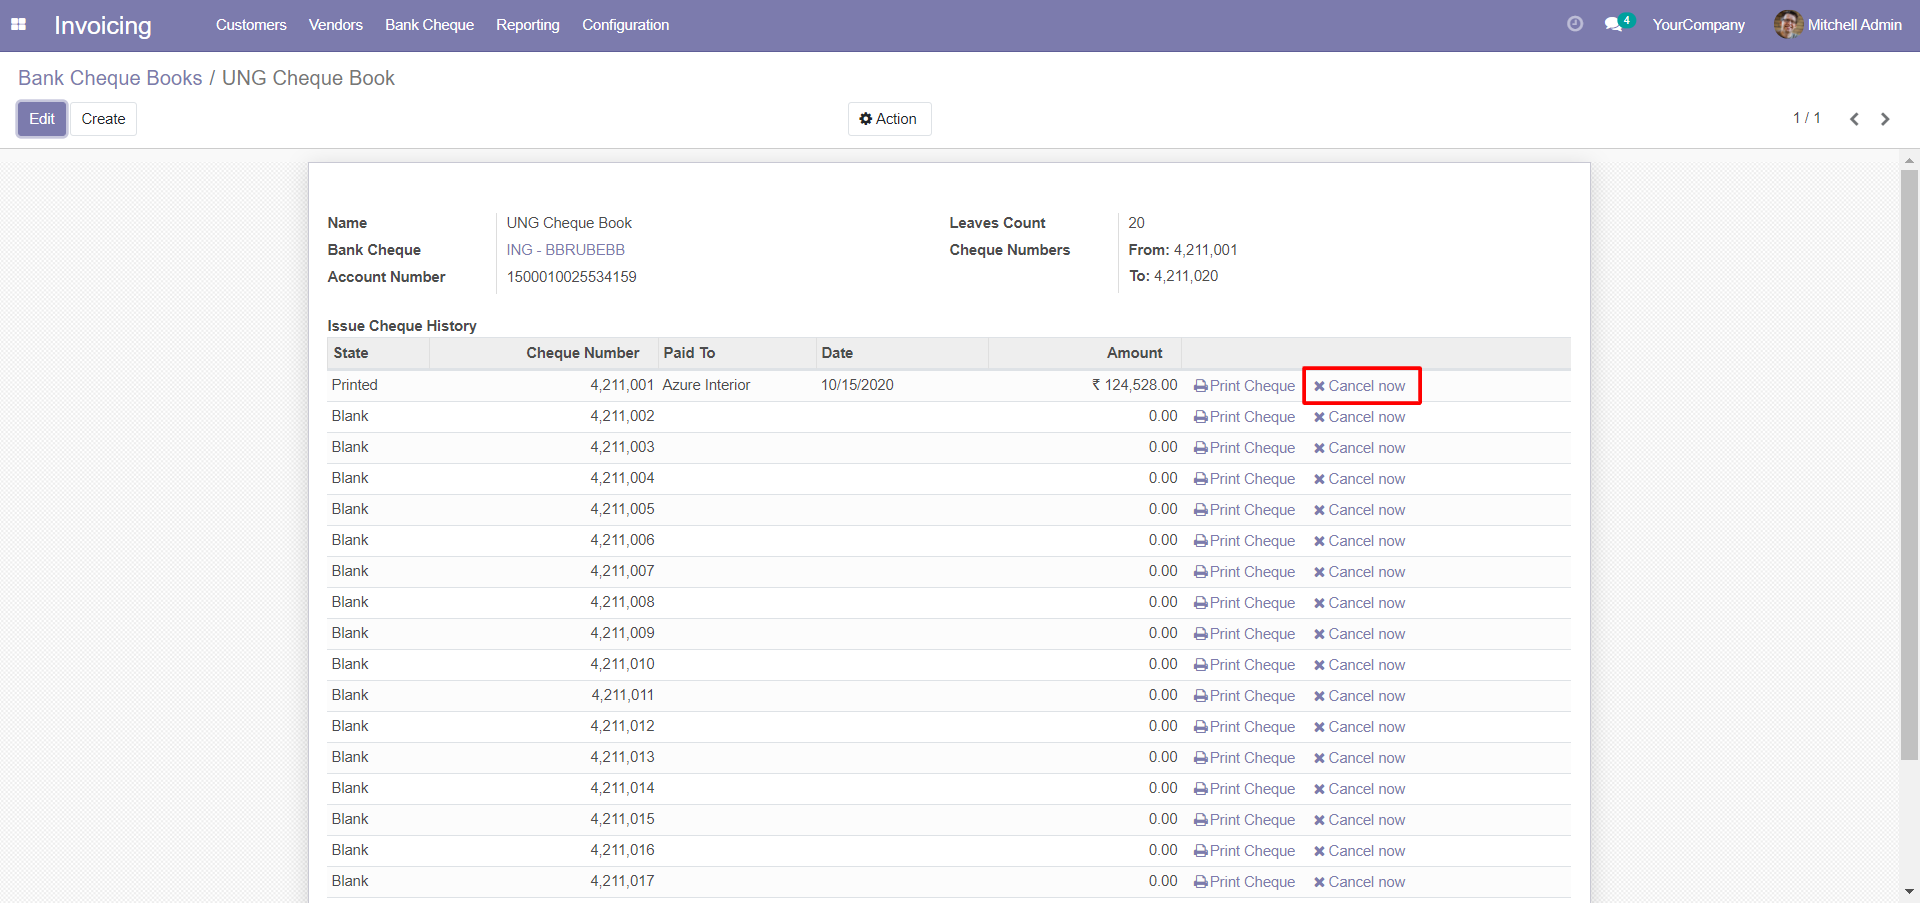 Invoicing Customers Vendors Bank Cheque Reporting Configuration 4 YourCompany Mitchell Admin
Bank Cheque Books / UNG Cheque Book
Edit Create Action 1 / 1
Name UNG Cheque Book Leaves Count 20
Bank Cheque ING - BBRUBEBB Cheque Numbers From: 4,211,001
Account Number 1500010025534159 To: 4,211,020
Issue Cheque History
State Cheque Number Paid To Date Amount
Printed 4,211,001 Azure Interior 10/15/2020 ₹ 124,528.00 Print Cheque Cancel now
Blank 4,211,002 0.00 Print Cheque Cancel now
Blank 4,211,003 0.00 Print Cheque Cancel now
Blank 4,211,004 0.00 Print Cheque Cancel now
Blank 4,211,005 0.00 Print Cheque Cancel now
Blank 4,211,006 0.00 Print Cheque Cancel now
Blank 4,211,007 0.00 Print Cheque Cancel now
Blank 4,211,008 0.00 Print Cheque Cancel now
Blank 4,211,009 0.00 Print Cheque Cancel now
Blank 4,211,010 0.00 Print Cheque Cancel now
Blank 4,211,011 0.00 Print Cheque Cancel now
Blank 4,211,012 0.00 Print Cheque Cancel now
Blank 4,211,013 0.00 Print Cheque Cancel now
Blank 4,211,014 0.00 Print Cheque Cancel now
Blank 4,211,015 0.00 Print Cheque Cancel now
Blank 4,211,016 0.00 Print Cheque Cancel now
Blank 4,211,017 0.00 Print Cheque Cancel now